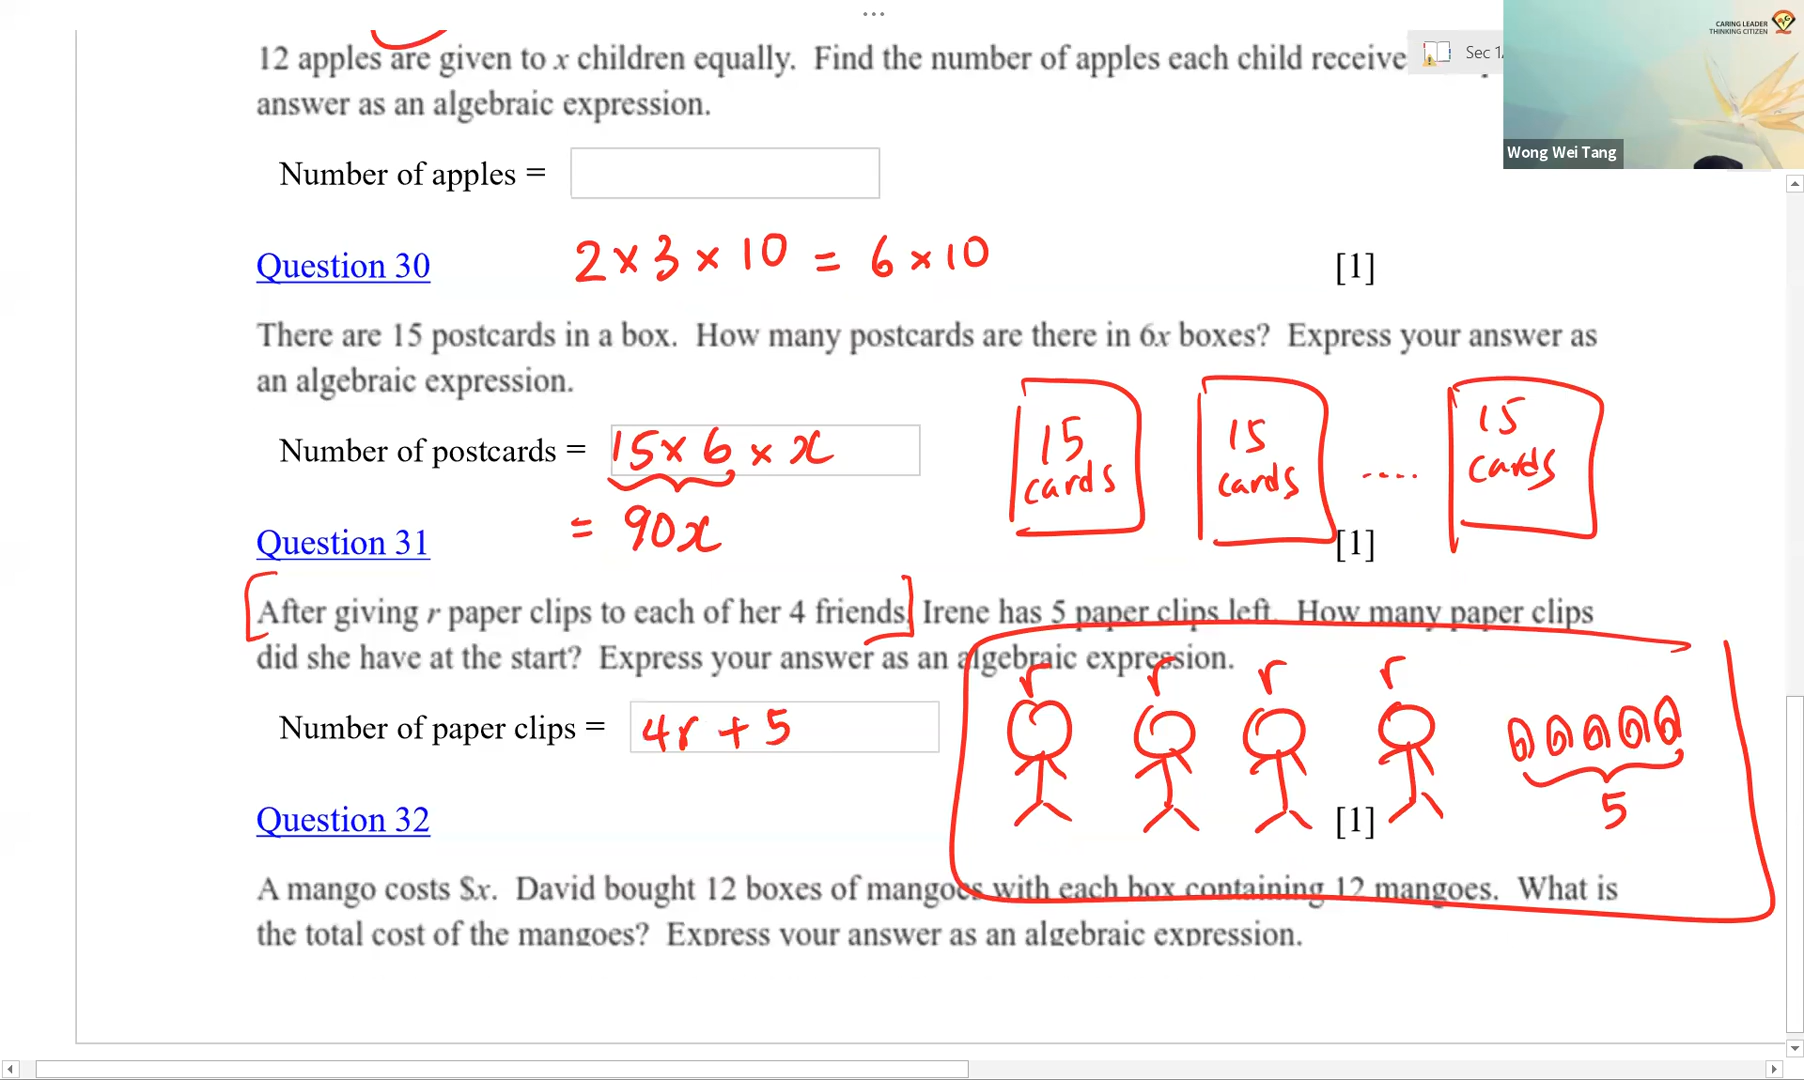 ...
CARING LEADER
THINKING CITIZEN
12 apples are given to x children equally. Find the number of apples each child receive
Sec 1
answer as an algebraic expression.
Wong Wei Tang
Number of apples =
Question 30 2 × 3 × 10 = 6 × 10 [1]
There are 15 postcards in a box. How many postcards are there in 6x boxes? Express your answer as
an algebraic expression.
15 cards 15 cards .... 15 cards
Number of postcards = 15 × 6 × x
= 90x
Question 31 [1]
After giving r paper clips to each of her 4 friends, Irene has 5 paper clips left. How many paper clips
did she have at the start? Express your answer as an algebraic expression.
r r r r
Number of paper clips = 4r + 5
5
Question 32 [1]
A mango costs $x. David bought 12 boxes of mangoes with each box containing 12 mangoes. What is
the total cost of the mangoes? Express your answer as an algebraic expression.